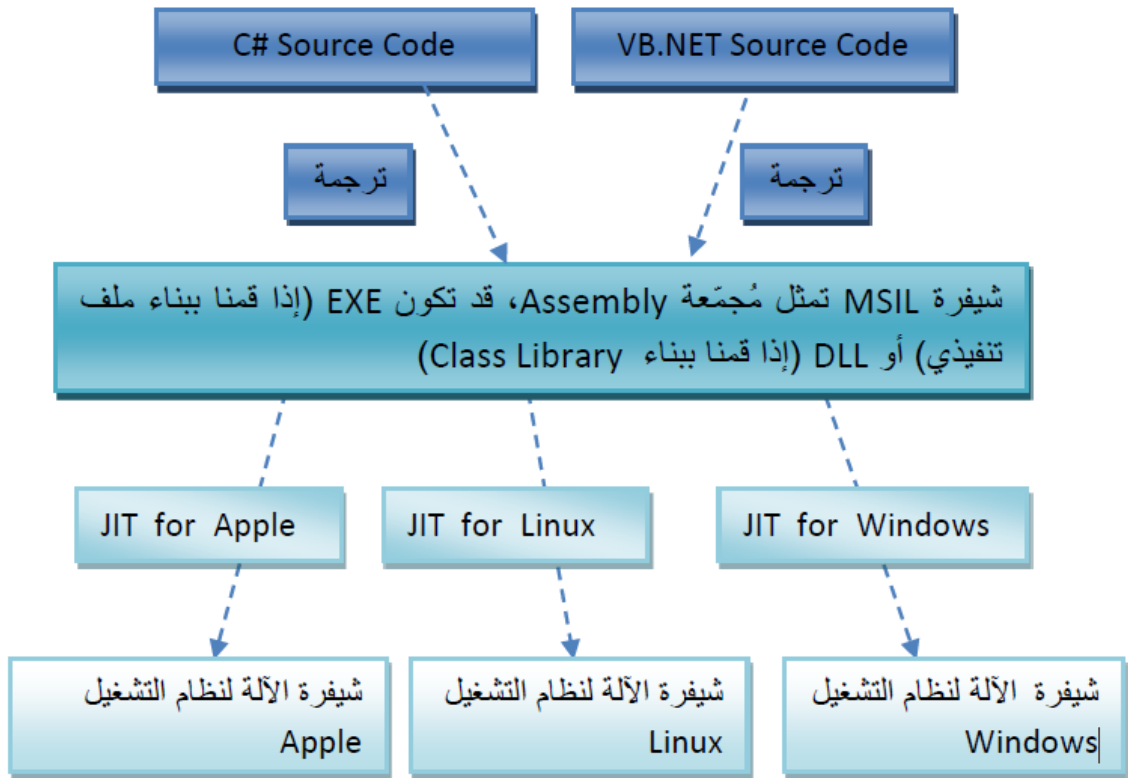 C# Source Code
VB.NET Source Code
ترجمة
ترجمة
شيفرة MSIL تمثل مُجمّعة Assembly، قد تكون EXE (إذا قمنا ببناء ملف
تنفيذي) أو DLL (إذا قمنا ببناء Class Library)
JIT for Apple
JIT for Linux
JIT for Windows
شيفرة الآلة لنظام التشغيل
Apple
شيفرة الآلة لنظام التشغيل
Linux
شيفرة الآلة لنظام التشغيل
Windows